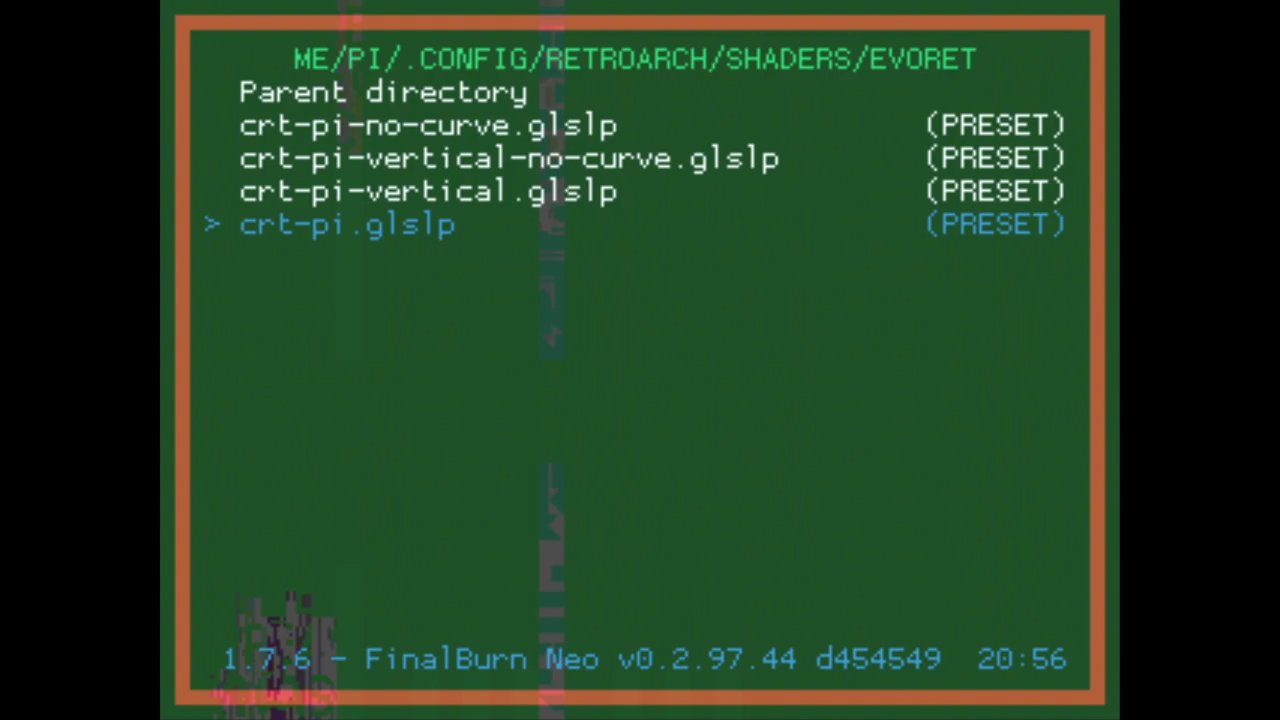 ME/PI/.CONFIG/RETROARCH/SHADERS/EVORET
Parent directory
crt-pi-no-curve.glslp (PRESET)
crt-pi-vertical-no-curve.glslp (PRESET)
crt-pi-vertical.glslp (PRESET)
> crt-pi.glslp (PRESET)
1.7.6 - FinalBurn Neo v0.2.97.44 d454549 20:56